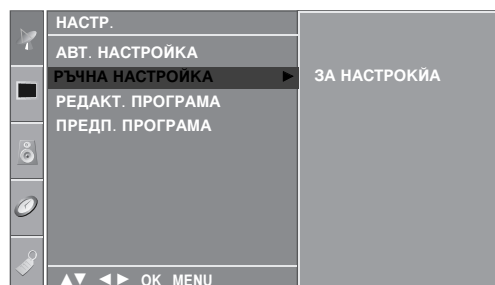 НАСТР.
АВТ. НАСТРОЙКА
РЪЧНА НАСТРОЙКА ► ЗА НАСТРОКЙА
РЕДАКТ. ПРОГРАМА
ПРЕДП. ПРОГРАМА
▲▼ ◄► OK MENU